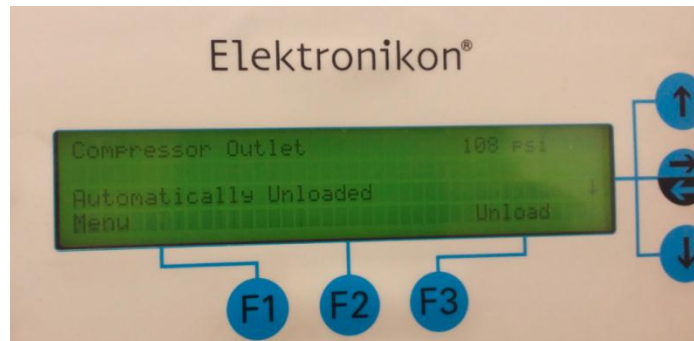 Elektronikon®
Compressor Outlet 108 psi
Automatically Unloaded ↓
Menu Unload
F1 F2 F3